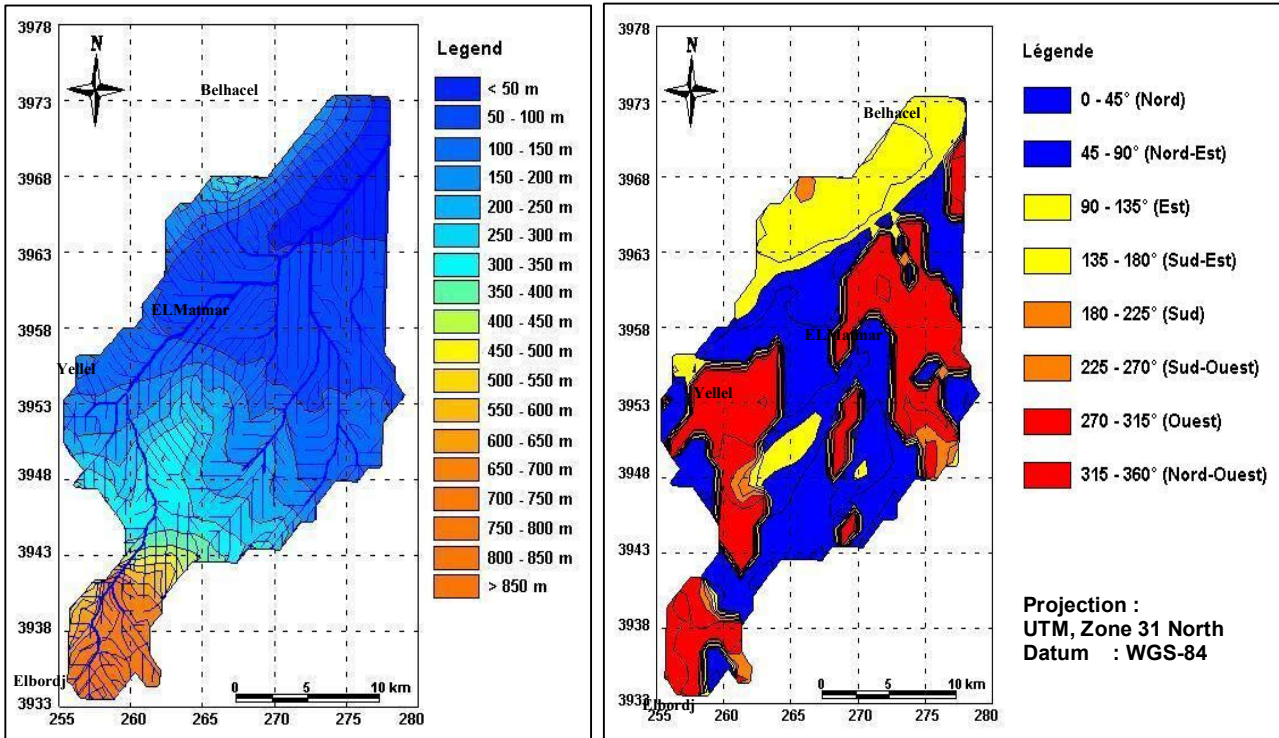 3978
3973
3968
3963
3958
3953
3948
3943
3938
3933
255
260
265
270
275
280
N
Belhacel
ELMatmar
Yellel
Elbordj
0 5 10 km
Legend
< 50 m
50 - 100 m
100 - 150 m
150 - 200 m
200 - 250 m
250 - 300 m
300 - 350 m
350 - 400 m
400 - 450 m
450 - 500 m
500 - 550 m
550 - 600 m
600 - 650 m
650 - 700 m
700 - 750 m
750 - 800 m
800 - 850 m
> 850 m
3978
3973
3968
3963
3958
3953
3948
3943
3938
3933
255
260
265
270
275
280
N
Belhacel
ELMatmar
Yellel
Elbordj
0 5 10 km
Légende
0 - 45° (Nord)
45 - 90° (Nord-Est)
90 - 135° (Est)
135 - 180° (Sud-Est)
180 - 225° (Sud)
225 - 270° (Sud-Ouest)
270 - 315° (Ouest)
315 - 360° (Nord-Ouest)
Projection :
UTM, Zone 31 North
Datum : WGS-84